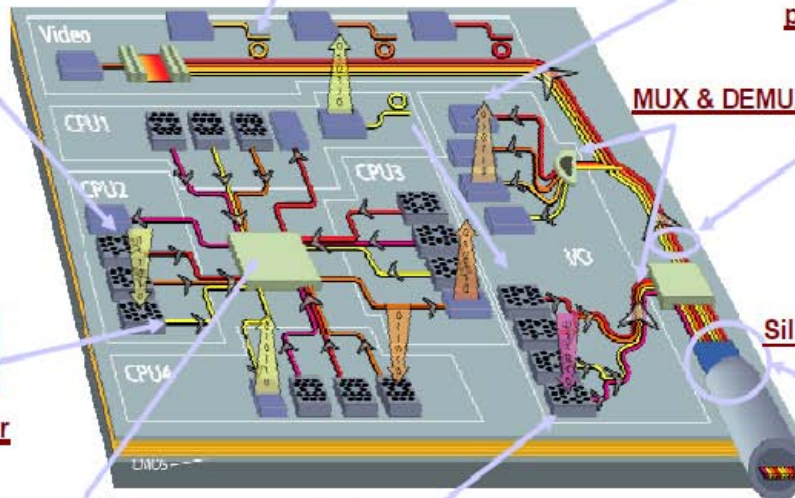 p
Video
MUX & DEMU
CPU1
CPU3
CPU2
I/O
Sil
CPU4
r
CMOS